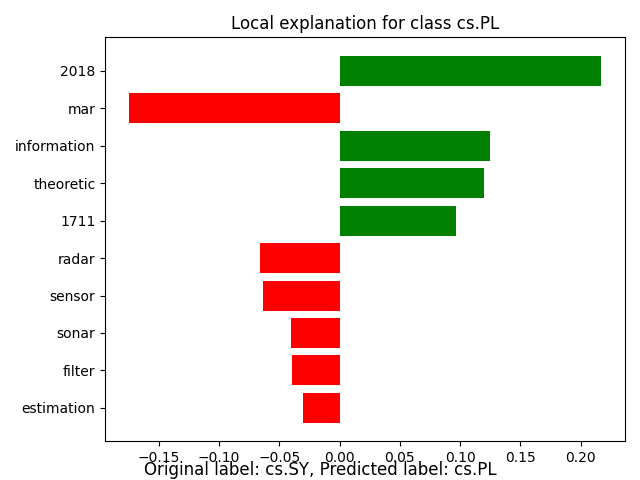 Local explanation for class cs.PL
2018
mar
information
theoretic
1711
radar
sensor
sonar
filter
estimation
−0.15 −0.10 −0.05 0.00 0.05 0.10 0.15 0.20
Original label: cs.SY, Predicted label: cs.PL